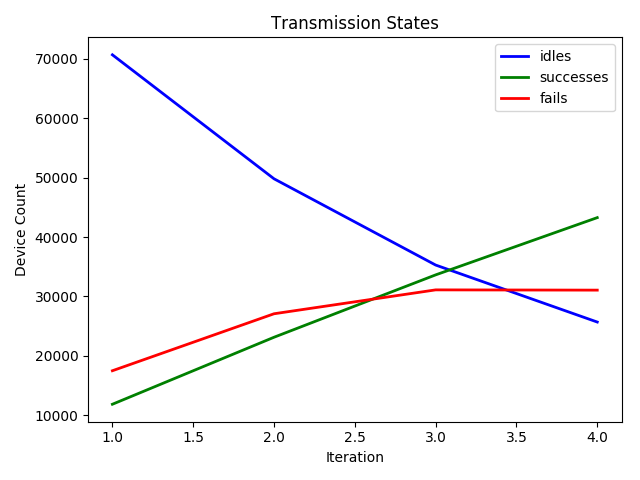 Transmission States
idles
successes
fails
Device Count
70000
60000
50000
40000
30000
20000
10000
1.0 1.5 2.0 2.5 3.0 3.5 4.0
Iteration